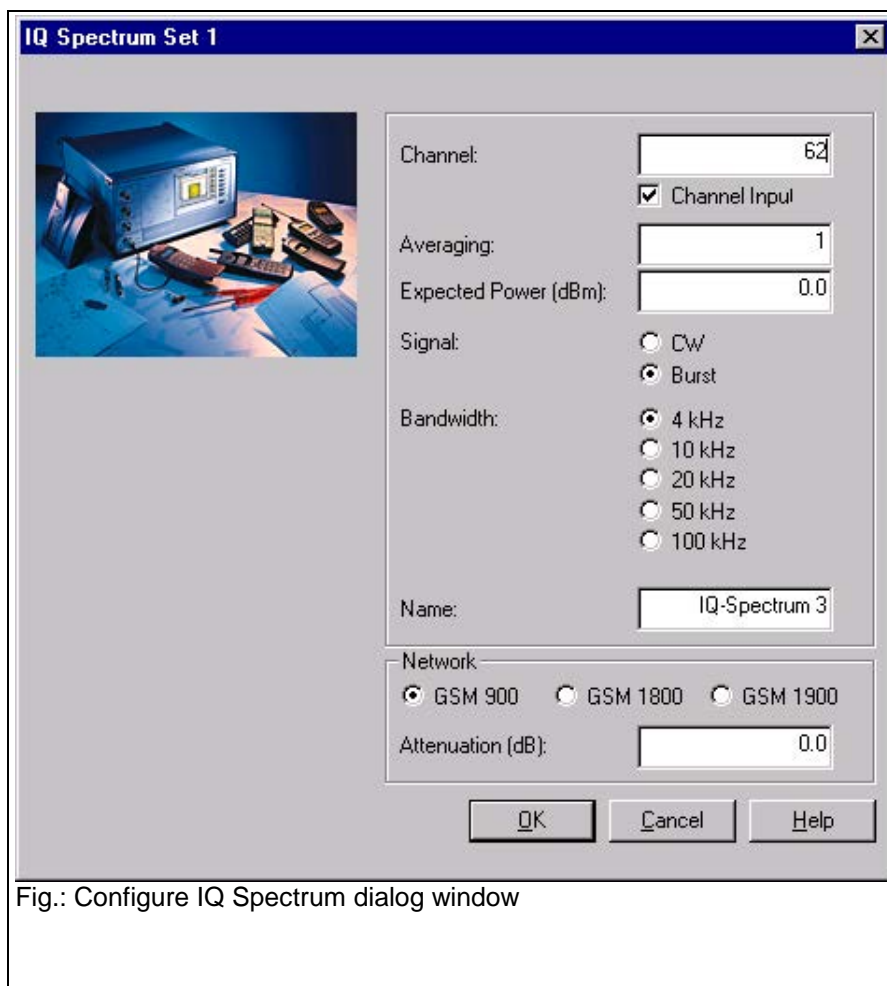 IQ Spectrum Set 1
Channel: 62
Channel Input
Averaging: 1
Expected Power (dBm): 0.0
Signal: CW
Burst
Bandwidth: 4 kHz
10 kHz
20 kHz
50 kHz
100 kHz
Name: IQ-Spectrum 3
Network
GSM 900 GSM 1800 GSM 1900
Attenuation (dB): 0.0
OK Cancel Help
Fig.: Configure IQ Spectrum dialog window